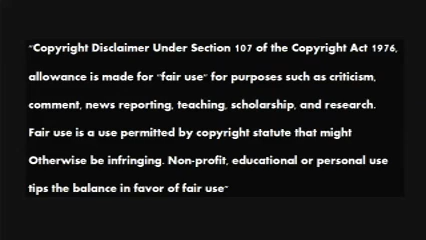 "Copyright Disclaimer Under Section 107 of the Copyright Act 1976,
allowance is made for "fair use" for purposes such as criticism,
comment, news reporting, teaching, scholarship, and research.
Fair use is a use permitted by copyright statute that might
Otherwise be infringing. Non-profit, educational or personal use
tips the balance in favor of fair use"